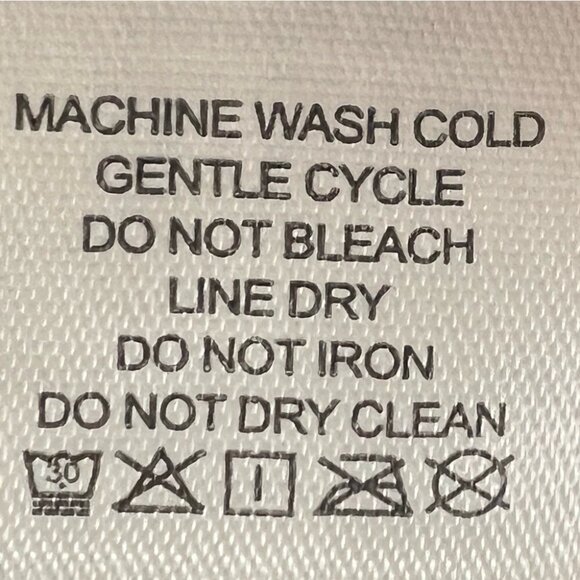 MACHINE WASH COLD
GENTLE CYCLE
DO NOT BLEACH
LINE DRY
DO NOT IRON
DO NOT DRY CLEAN
30